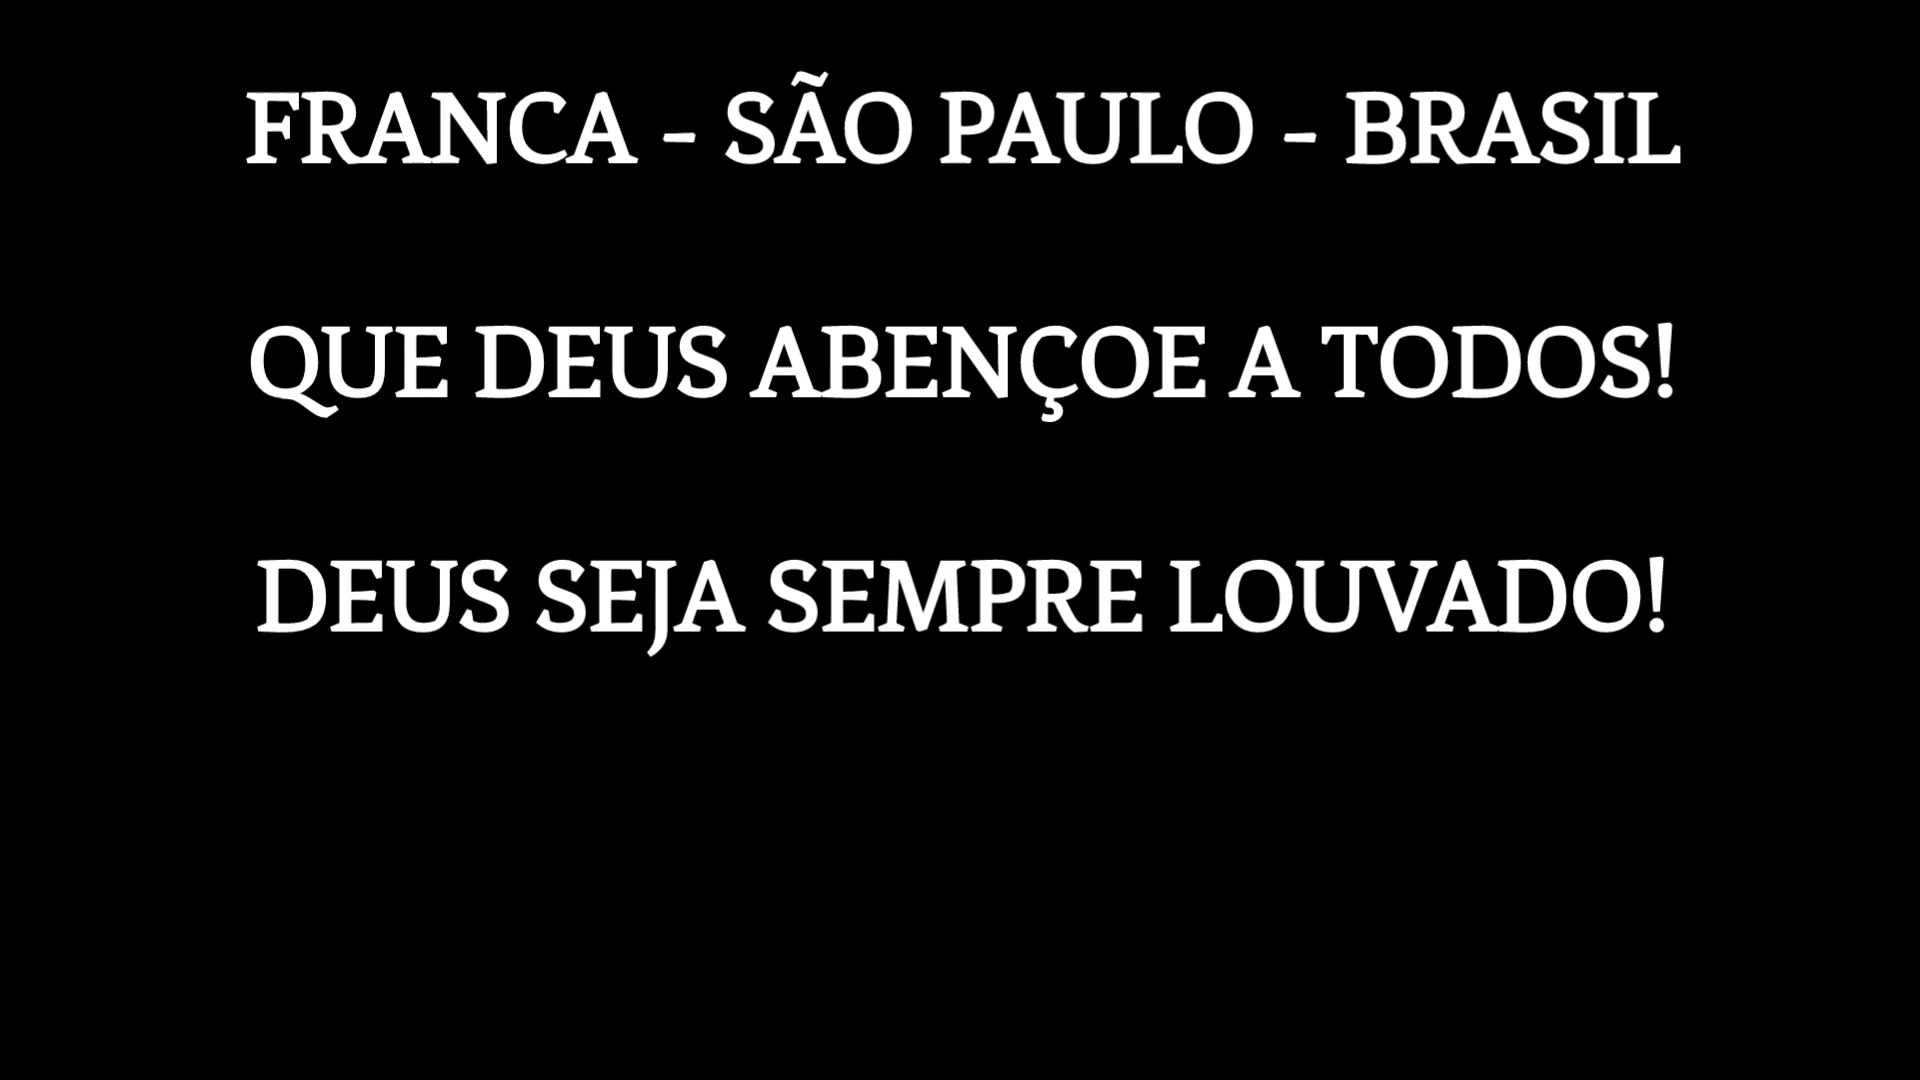 FRANCA - SÃO PAULO - BRASIL
QUE DEUS ABENÇOE A TODOS!
DEUS SEJA SEMPRE LOUVADO!